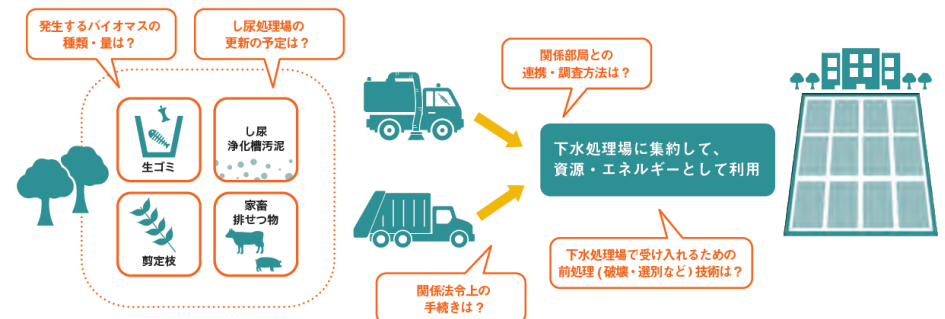 発生するバイオマスの
種類・量は？
し尿処理場の
更新の予定は？
関係部局との
連携・調査方法は？
生ゴミ
し尿
浄化槽汚泥
剪定枝
家畜
排せつ物
下水処理場に集約して、
資源・エネルギーとして利用
関係法令上の
手続きは？
下水処理場で受け入れるための
前処理(破壊・選別など)技術は？